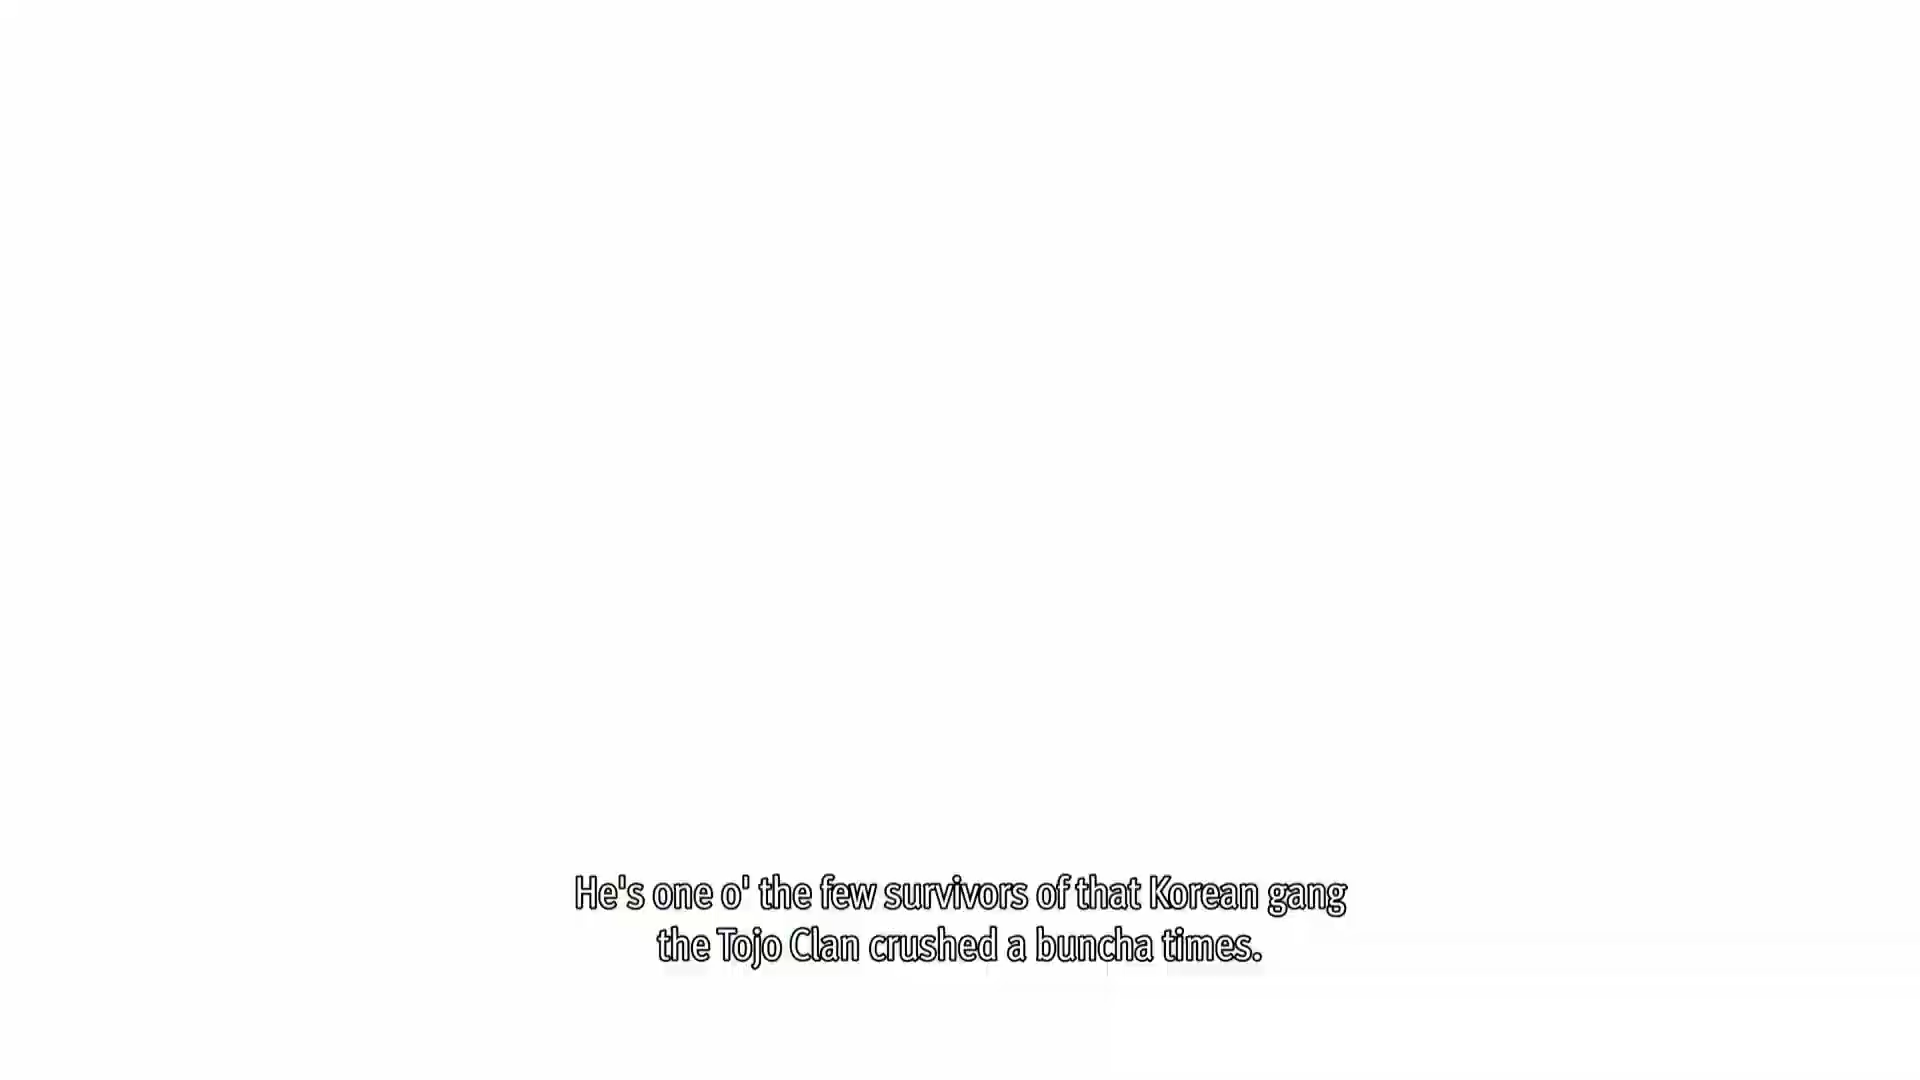 He's one o' the few survivors of that Korean gang
the Tojo Clan crushed a buncha times.